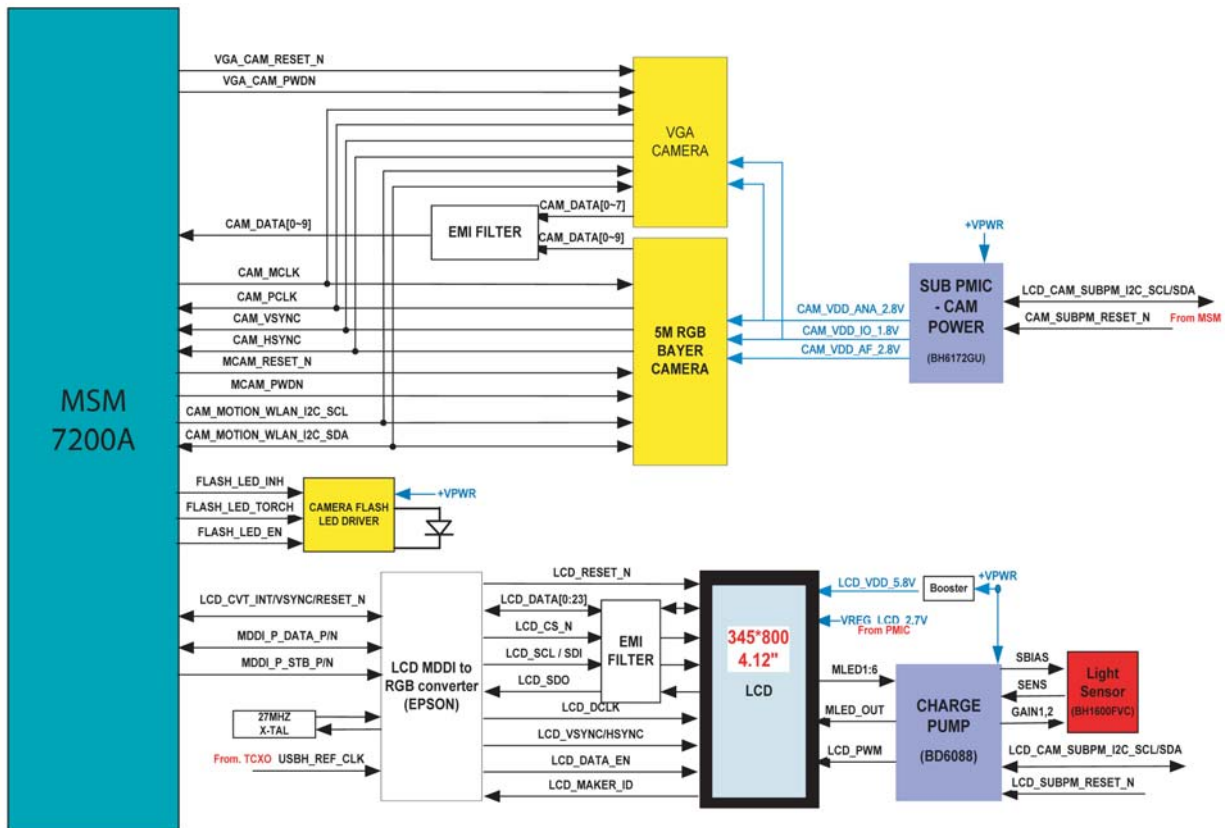 MSM
7200A
VGA_CAM_RESET_N
VGA_CAM_PWDN
VGA
CAMERA
CAM_DATA[0~7]
CAM_DATA[0~9]
EMI FILTER
CAM_DATA[0~9]
CAM_MCLK
CAM_PCLK
CAM_VSYNC
CAM_HSYNC
MCAM_RESET_N
MCAM_PWDN
CAM_MOTION_WLAN_I2C_SCL
CAM_MOTION_WLAN_I2C_SDA
5M RGB
BAYER
CAMERA
CAM_VDD_ANA_2.8V
CAM_VDD_IO_1.8V
CAM_VDD_AF_2.8V
+VPWR
SUB PMIC
- CAM
POWER
(BH6172GU)
LCD_CAM_SUBPM_I2C_SCL/SDA
CAM_SUBPM_RESET_N
From MSM
FLASH_LED_INH
FLASH_LED_TORCH
FLASH_LED_EN
CAMERA FLASH
LED DRIVER
+VPWR
LCD_CVT_INT/VSYNC/RESET_N
MDDI_P_DATA_P/N
MDDI_P_STB_P/N
27MHZ
X-TAL
From. TCXO USBH_REF_CLK
LCD MDDI to
RGB converter
(EPSON)
LCD_RESET_N
LCD_DATA[0:23]
LCD_CS_N
LCD_SCL / SDI
LCD_SDO
LCD_DCLK
LCD_VSYNC/HSYNC
LCD_DATA_EN
LCD_MAKER_ID
EMI
FILTER
345*800
4.12"
LCD
LCD_VDD_5.8V
Booster
+VPWR
VREG_LCD_2.7V
From PMIC
MLED1:6
MLED_OUT
LCD_PWM
CHARGE
PUMP
(BD6088)
SBIAS
SENS
GAIN1,2
Light
Sensor
(BH1600FVC)
LCD_CAM_SUBPM_I2C_SCL/SDA
LCD_SUBPM_RESET_N